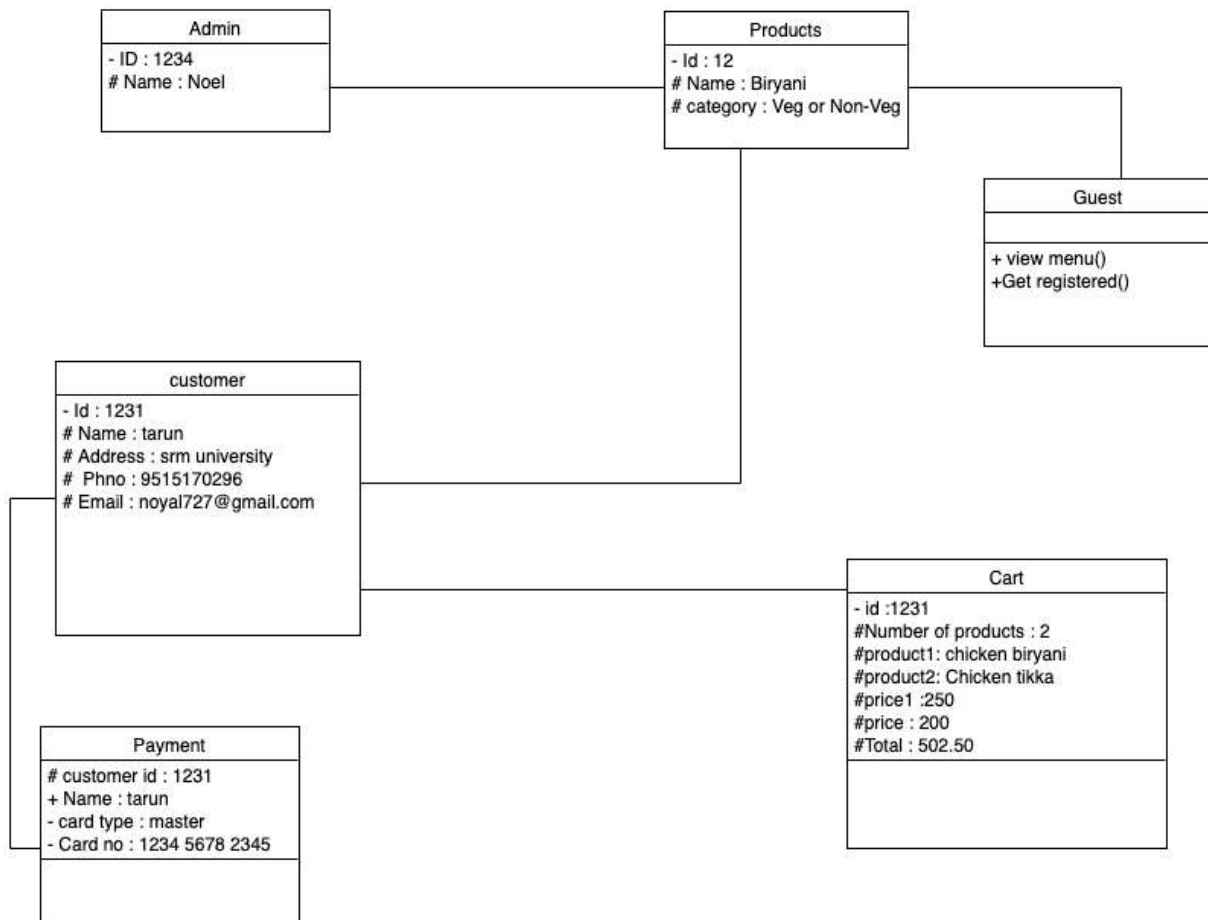 Admin
- ID : 1234
# Name : Noel
Products
- Id : 12
# Name : Biryani
# category : Veg or Non-Veg
Guest
+ view menu()
+Get registered()
customer
- Id : 1231
# Name : tarun
# Address : srm university
# Phno : 9515170296
# Email : noyal727@gmail.com
Cart
- id :1231
#Number of products : 2
#product1: chicken biryani
#product2: Chicken tikka
#price1 :250
#price : 200
#Total : 502.50
Payment
# customer id : 1231
+ Name : tarun
- card type : master
- Card no : 1234 5678 2345